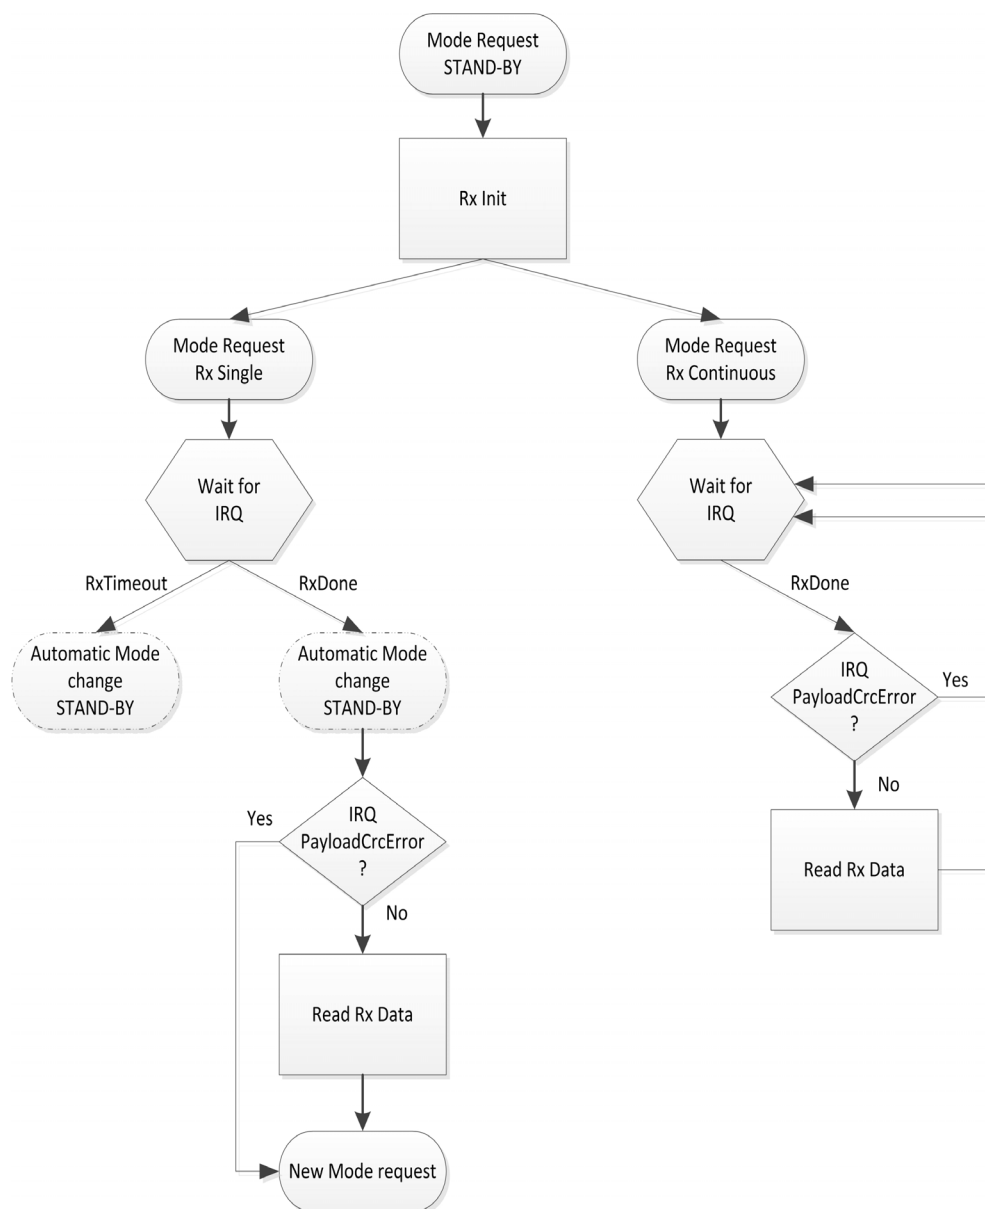 Mode Request
STAND-BY
Rx Init
Mode Request
Rx Single
Mode Request
Rx Continuous
Wait for
IRQ
Wait for
IRQ
RxTimeout
RxDone
RxDone
Automatic Mode
change
STAND-BY
Automatic Mode
change
STAND-BY
IRQ
PayloadCrcError
?
Yes
No
Read Rx Data
IRQ
PayloadCrcError
?
Yes
No
Read Rx Data
New Mode request